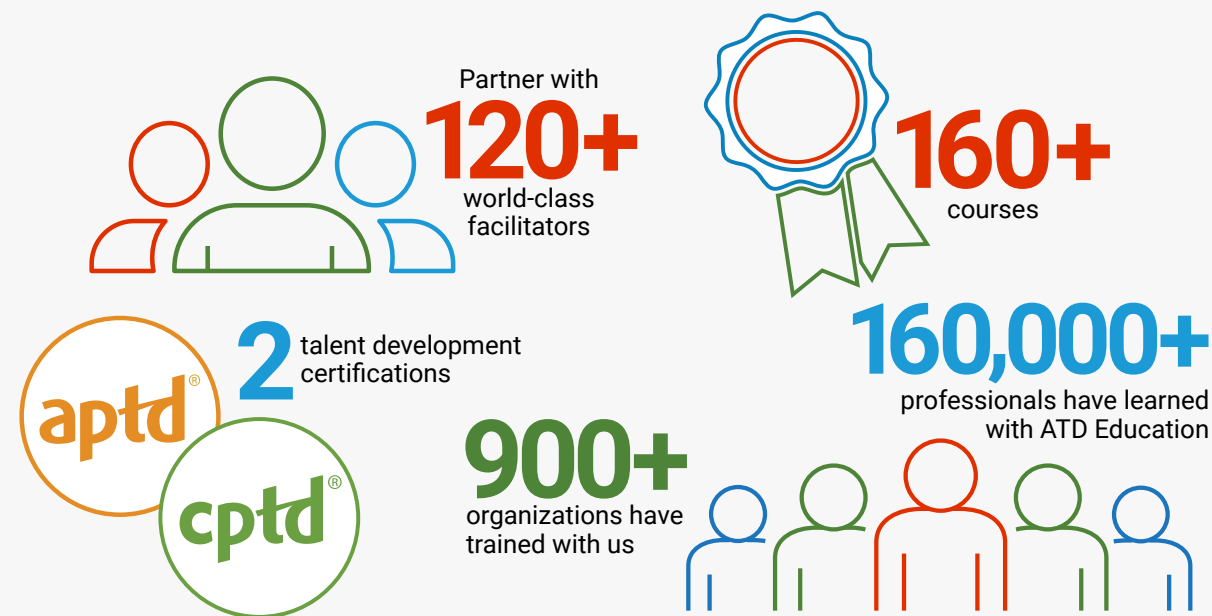 Partner with
120+
world-class
facilitators
160+
courses
aptd®
cptd®
2
talent development
certifications
900+
organizations have
trained with us
160,000+
professionals have learned
with ATD Education